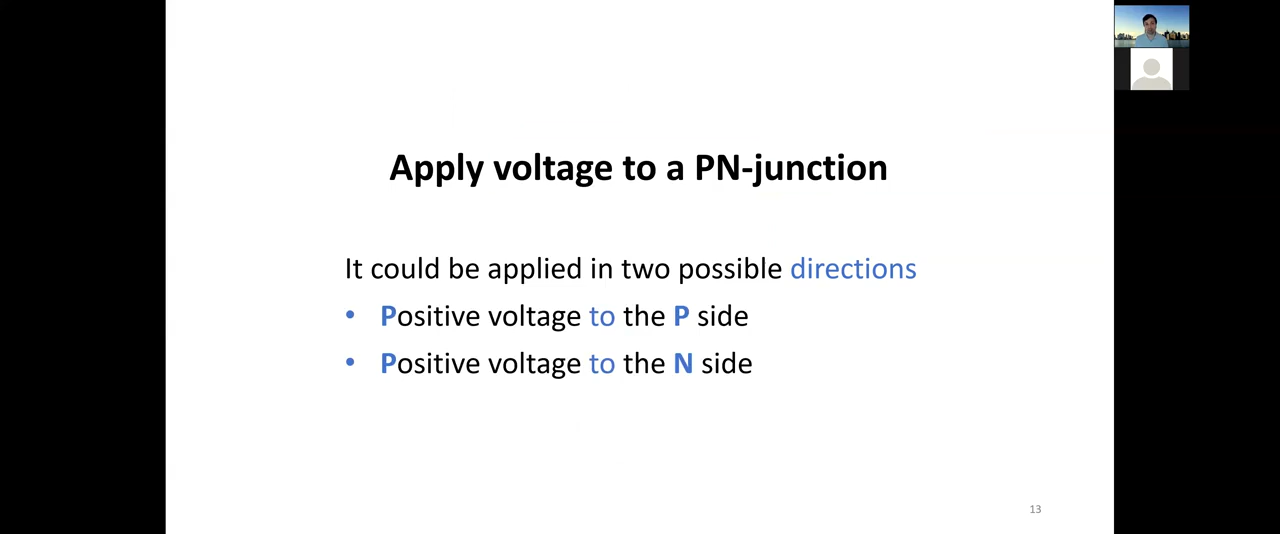 Apply voltage to a PN-junction
It could be applied in two possible directions
• Positive voltage to the P side
• Positive voltage to the N side
13